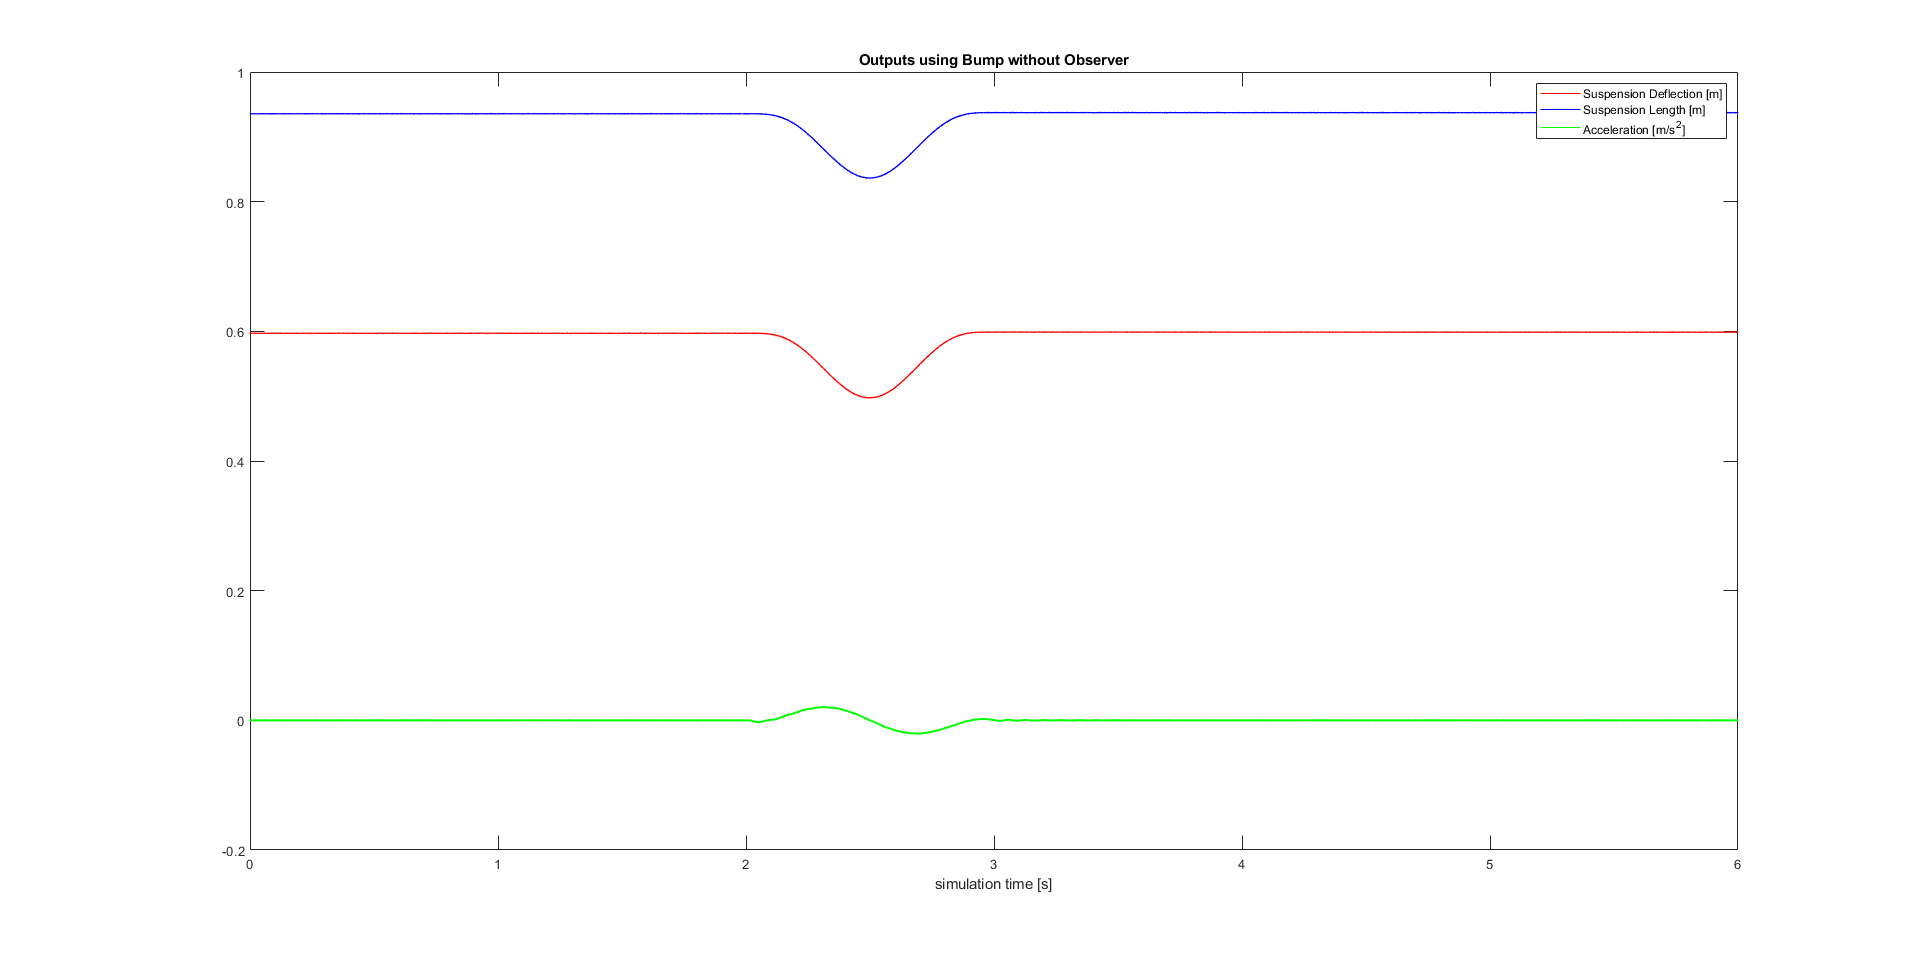 Outputs using Bump without Observer
1
Suspension Deflection [m]
Suspension Length [m]
Acceleration [m/s²]
0.8
0.6
0.4
0.2
0
-0.2
0 1 2 3 4 5 6
simulation time [s]